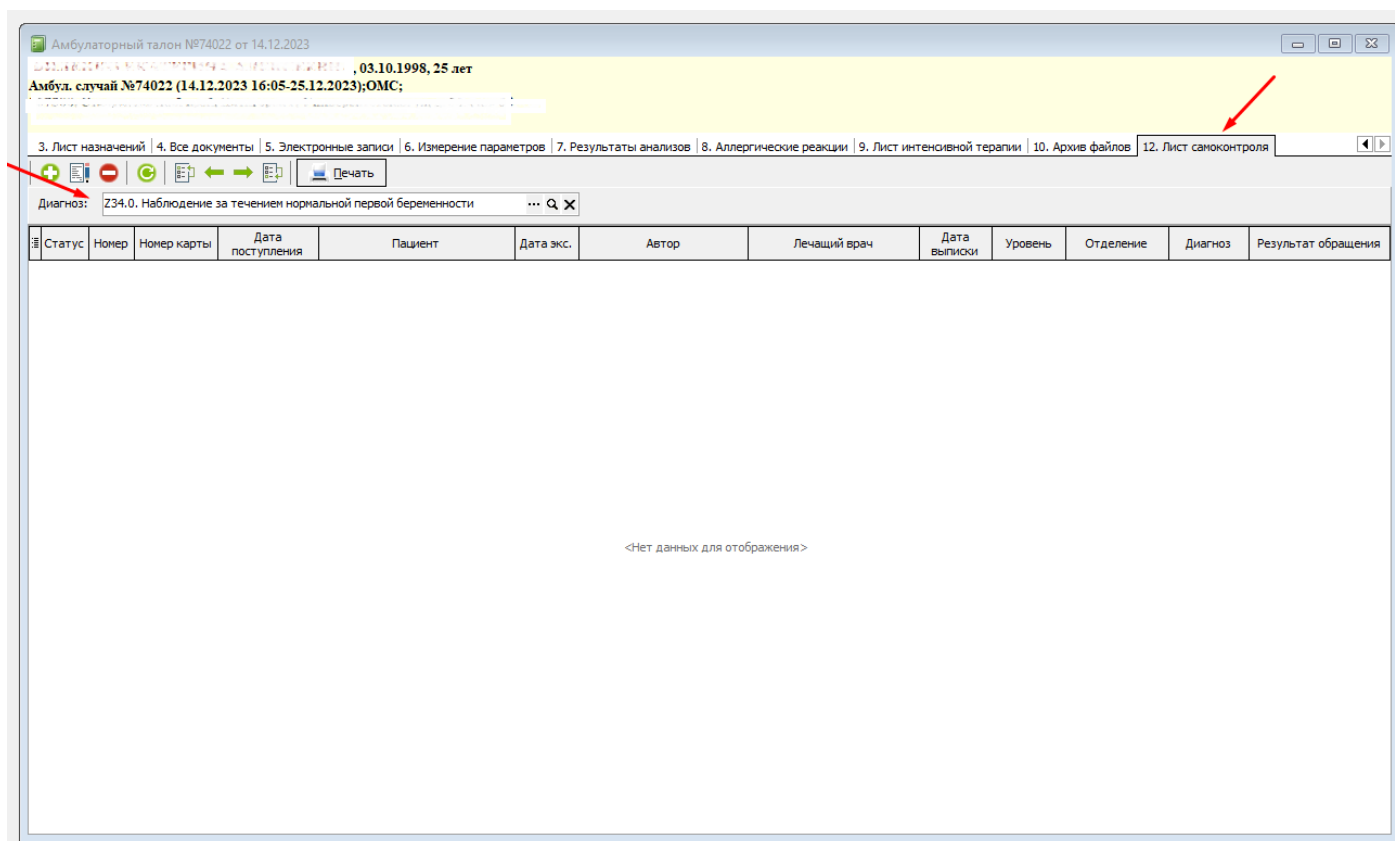 Амбулаторный талон №74022 от 14.12.2023
, 03.10.1998, 25 лет
Амбул. случай №74022 (14.12.2023 16:05-25.12.2023);ОМС;
3. Лист назначений 4. Все документы 5. Электронные записи 6. Измерение параметров 7. Результаты анализов 8. Аллергические реакции 9. Лист интенсивной терапии 10. Архив файлов 12. Лист самоконтроля
Печать
Диагноз: Z34.0. Наблюдение за течением нормальной первой беременности ...
Статус Номер Номер карты Дата поступления Пациент Дата экс. Автор Лечащий врач Дата выписки Уровень Отделение Диагноз Результат обращения
<Нет данных для отображения>